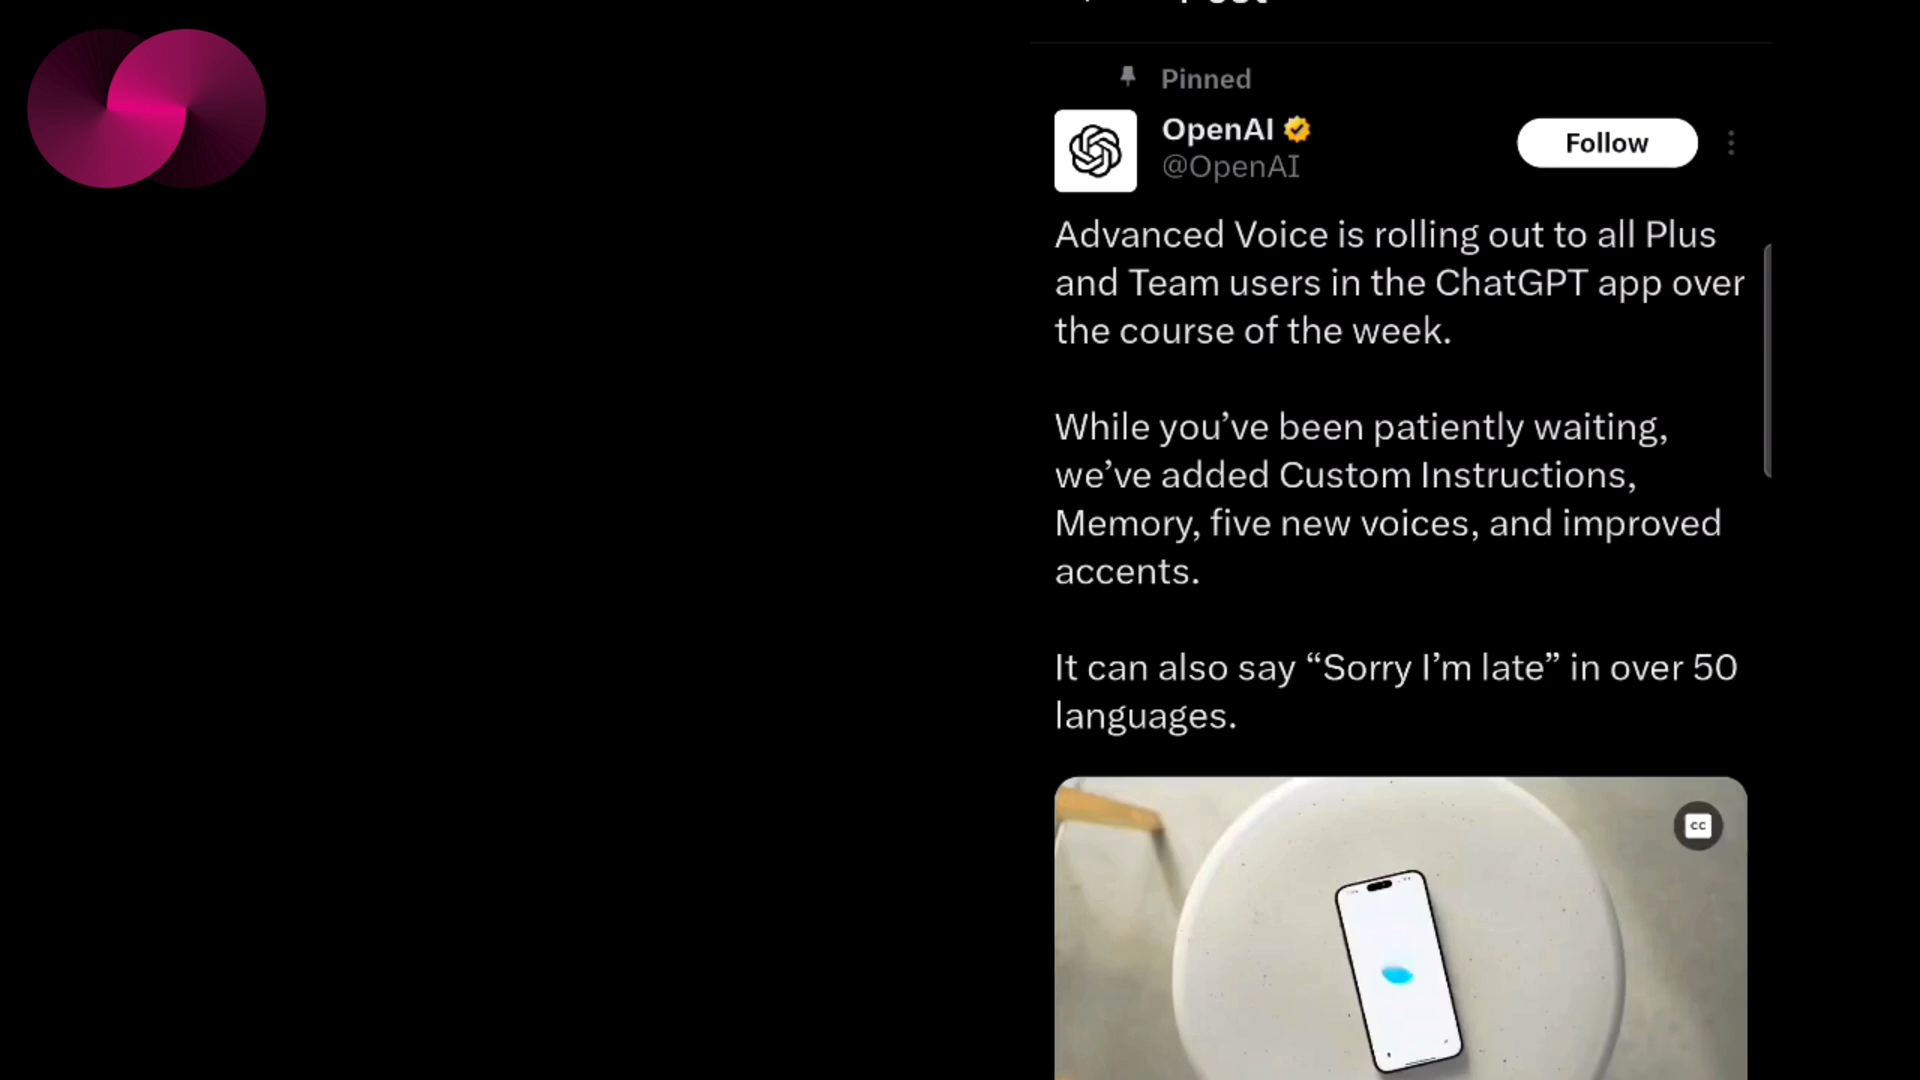 Pinned
OpenAI
@OpenAI
Follow
Advanced Voice is rolling out to all Plus
and Team users in the ChatGPT app over
the course of the week.
While you’ve been patiently waiting,
we’ve added Custom Instructions,
Memory, five new voices, and improved
accents.
It can also say “Sorry I’m late” in over 50
languages.
CC